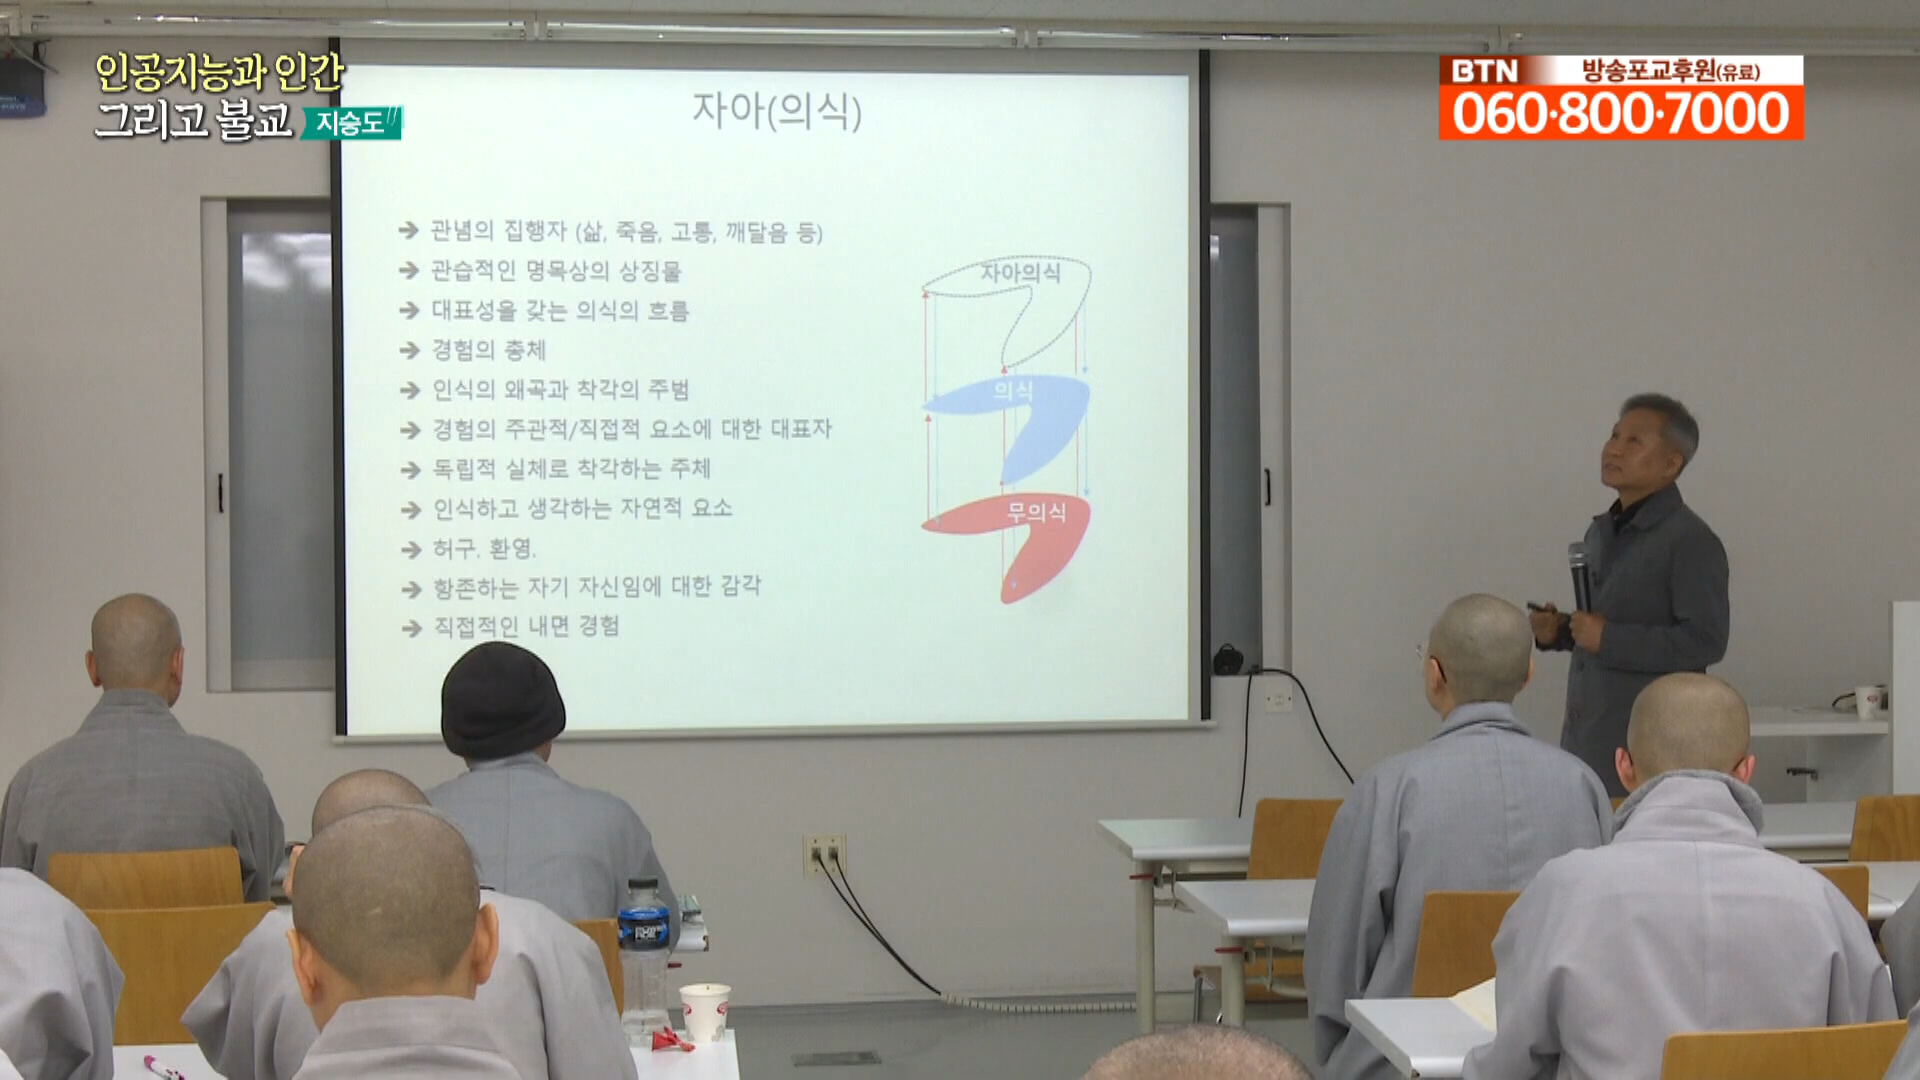 인공지능과 인간
그리고 불교 지승도
BTN 방송포교후원(유료)
060·800·7000
자아(의식)
➔ 관념의 집행자 (삶, 죽음, 고통, 깨달음 등)
➔ 관습적인 명목상의 상징물
➔ 대표성을 갖는 의식의 흐름
➔ 경험의 총체
➔ 인식의 왜곡과 착각의 주범
➔ 경험의 주관적/직접적 요소에 대한 대표자
➔ 독립적 실체로 착각하는 주체
➔ 인식하고 생각하는 자연적 요소
➔ 허구. 환영.
➔ 항존하는 자기 자신임에 대한 감각
➔ 직접적인 내면 경험
자아의식
의식
무의식